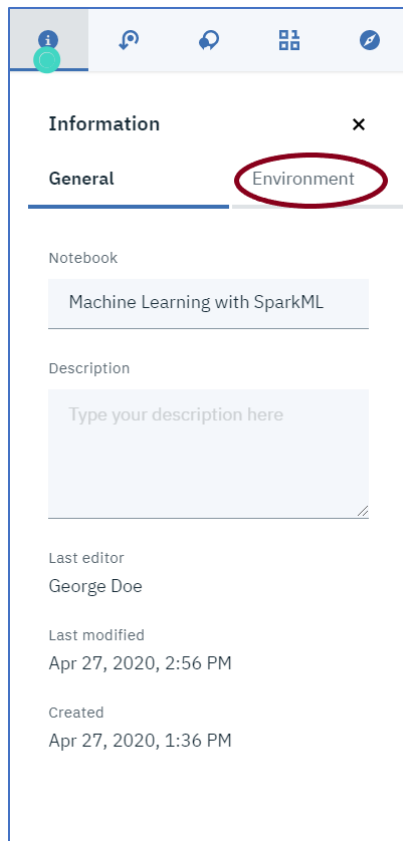 Information
General
Environment
Notebook
Machine Learning with SparkML
Description
Type your description here
Last editor
George Doe
Last modified
Apr 27, 2020, 2:56 PM
Created
Apr 27, 2020, 1:36 PM